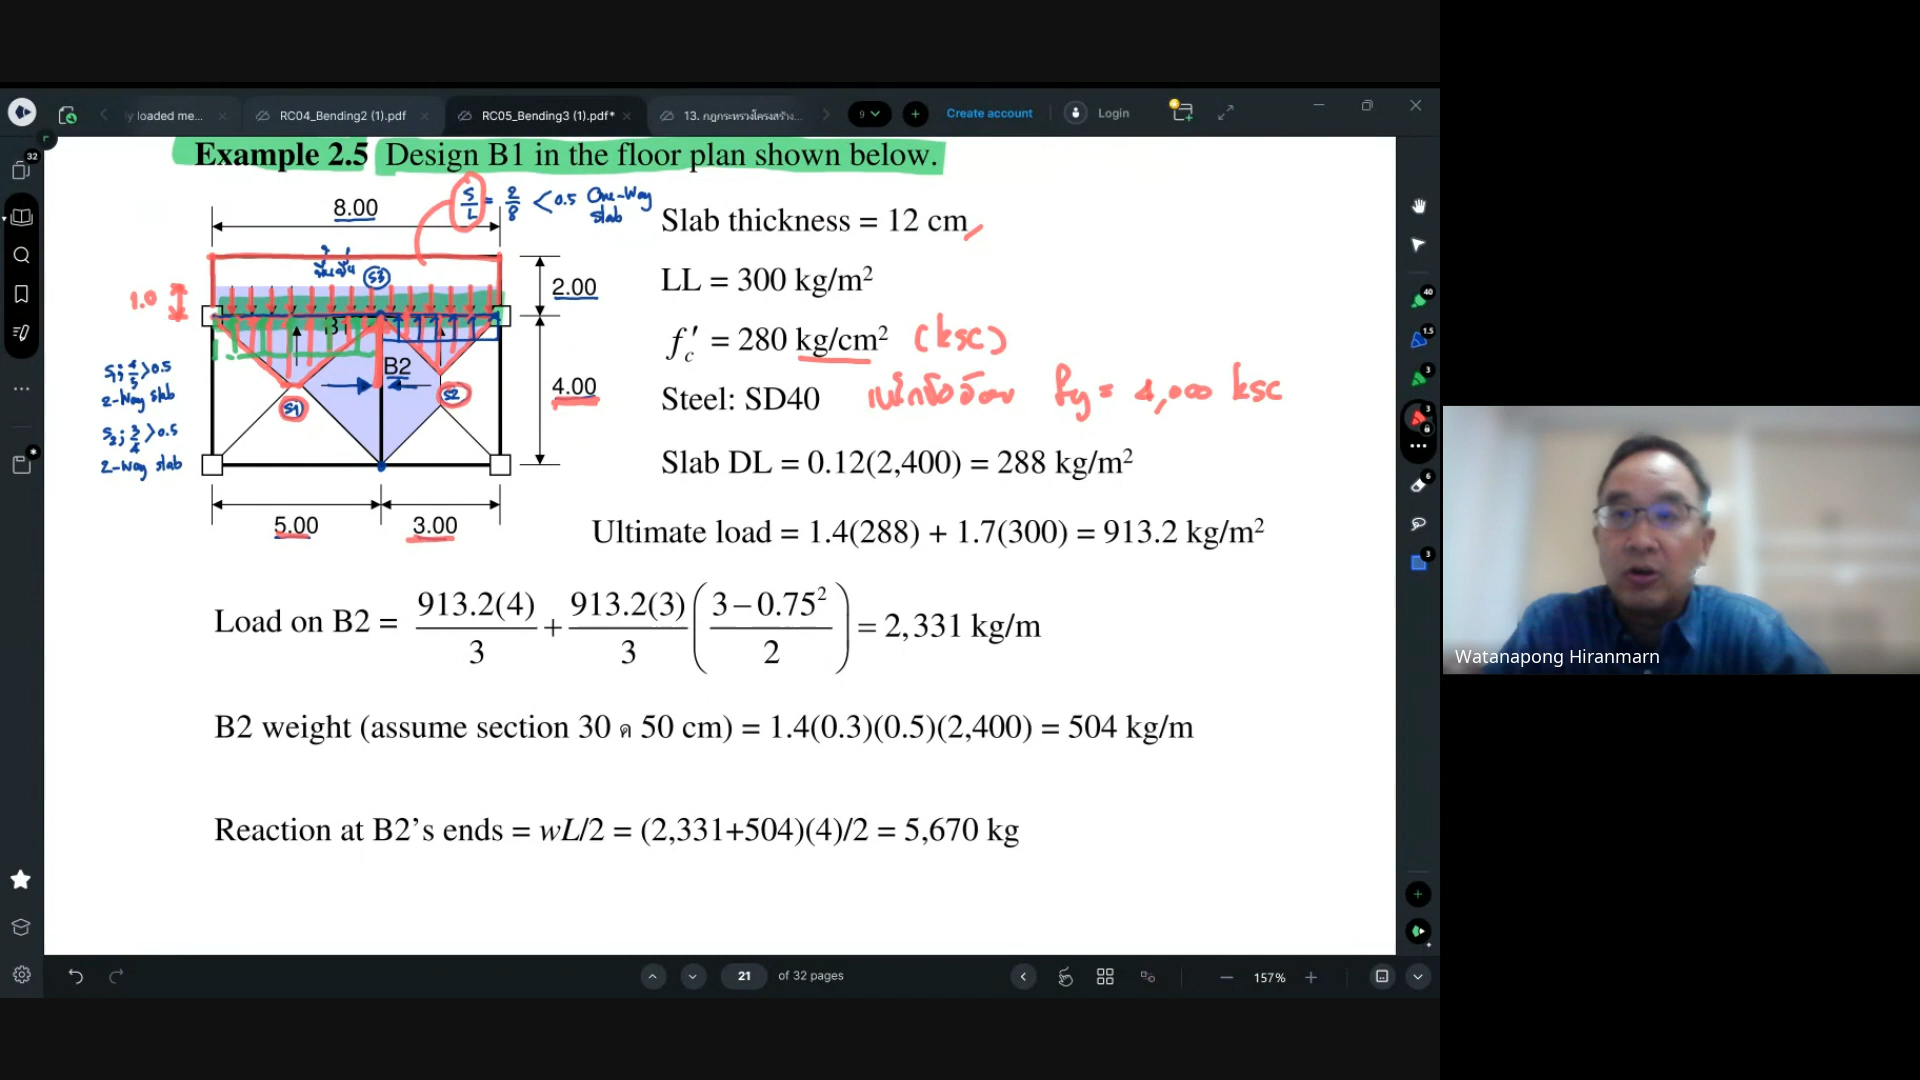 y loaded me...
RC04_Bending2 (1).pdf
RC05_Bending3 (1).pdf*
13. กฎกระทรวงโครงสร้าง...
9
Create account
Login
32
Example 2.5 Design B1 in the floor plan shown below.
S/L = 2/8 < 0.5 One-Way slab
8.00
S3
1.0
2.00
B1
B2
4.00
S1
S2
S1; 4/5 > 0.5
2-Way slab
S2; 3/4 > 0.5
2-Way slab
5.00
3.00
Slab thickness = 12 cm
LL = 300 kg/m²
f′c = 280 kg/cm² (ksc)
Steel: SD40 fy = 4,000 ksc
Slab DL = 0.12(2,400) = 288 kg/m²
Ultimate load = 1.4(288) + 1.7(300) = 913.2 kg/m²
Load on B2 = 913.2(4)/3 + 913.2(3)/3 (3−0.75²/2) = 2,331 kg/m
B2 weight (assume section 30 ค 50 cm) = 1.4(0.3)(0.5)(2,400) = 504 kg/m
Reaction at B2’s ends = wL/2 = (2,331+504)(4)/2 = 5,670 kg
40
1.5
3
3
6
3
21 of 32 pages
157%
Watanapong Hiranmarn